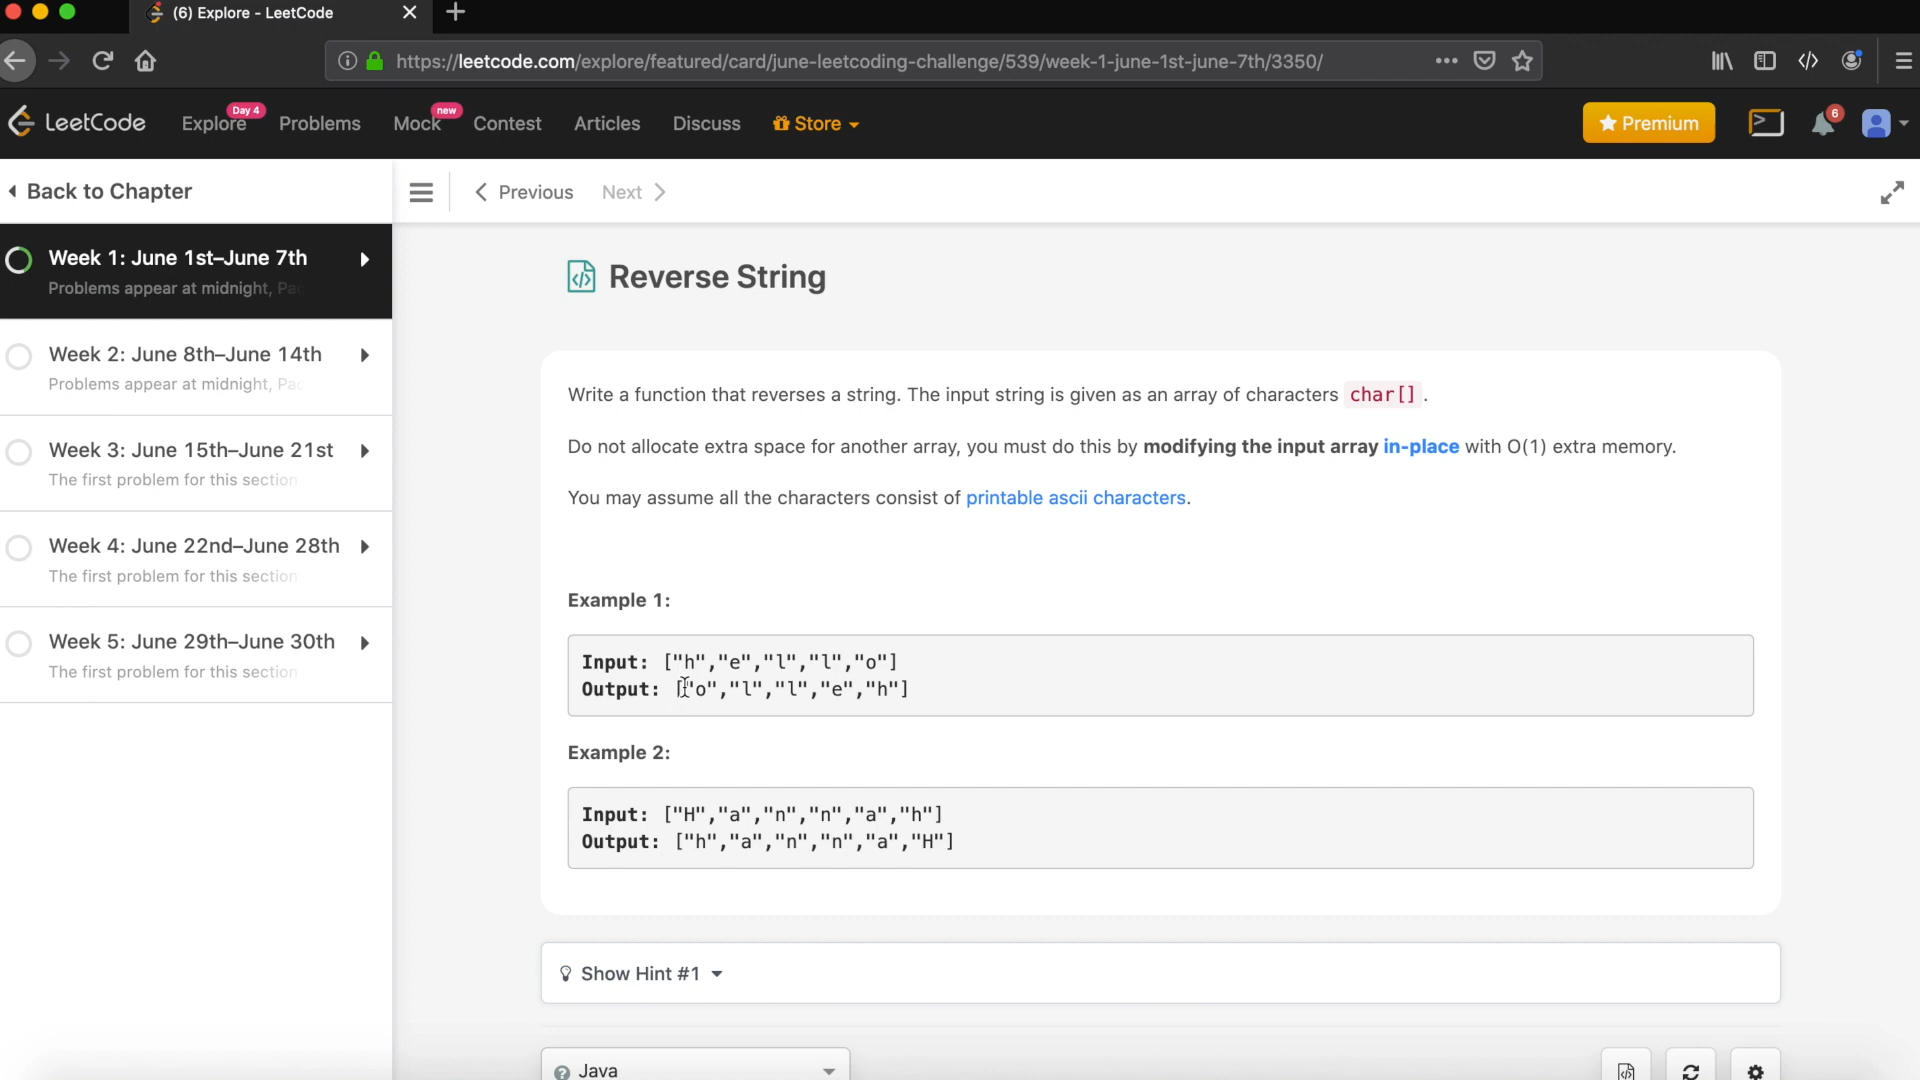 (6) Explore - LeetCode
https://leetcode.com/explore/featured/card/june-leetcoding-challenge/539/week-1-june-1st-june-7th/3350/
LeetCode Explore Day 4 Problems Mock new Contest Articles Discuss Store Premium 6
Back to Chapter
Previous Next
Week 1: June 1st–June 7th
Problems appear at midnight, Pac
Week 2: June 8th–June 14th
Problems appear at midnight, Pac
Week 3: June 15th–June 21st
The first problem for this section
Week 4: June 22nd–June 28th
The first problem for this section
Week 5: June 29th–June 30th
The first problem for this section
Reverse String
Write a function that reverses a string. The input string is given as an array of characters char[].
Do not allocate extra space for another array, you must do this by modifying the input array in-place with O(1) extra memory.
You may assume all the characters consist of printable ascii characters.
Example 1:
Input: ["h","e","l","l","o"]
Output: ["o","l","l","e","h"]
Example 2:
Input: ["H","a","n","n","a","h"]
Output: ["h","a","n","n","a","H"]
Show Hint #1
Java